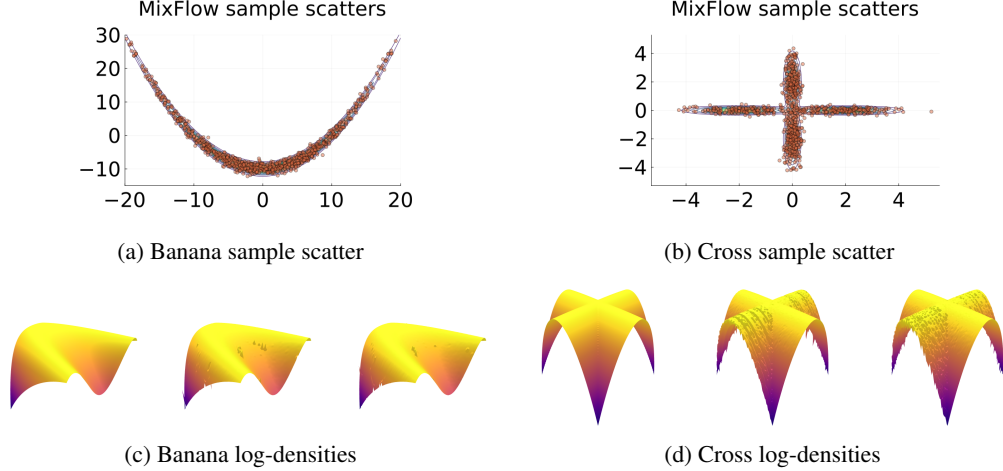 MixFlow sample scatters
30
20
10
0
−10
−20 −10 0 10 20
(a) Banana sample scatter
MixFlow sample scatters
4
2
0
−2
−4
−4 −2 0 2 4
(b) Cross sample scatter
(c) Banana log-densities
(d) Cross log-densities